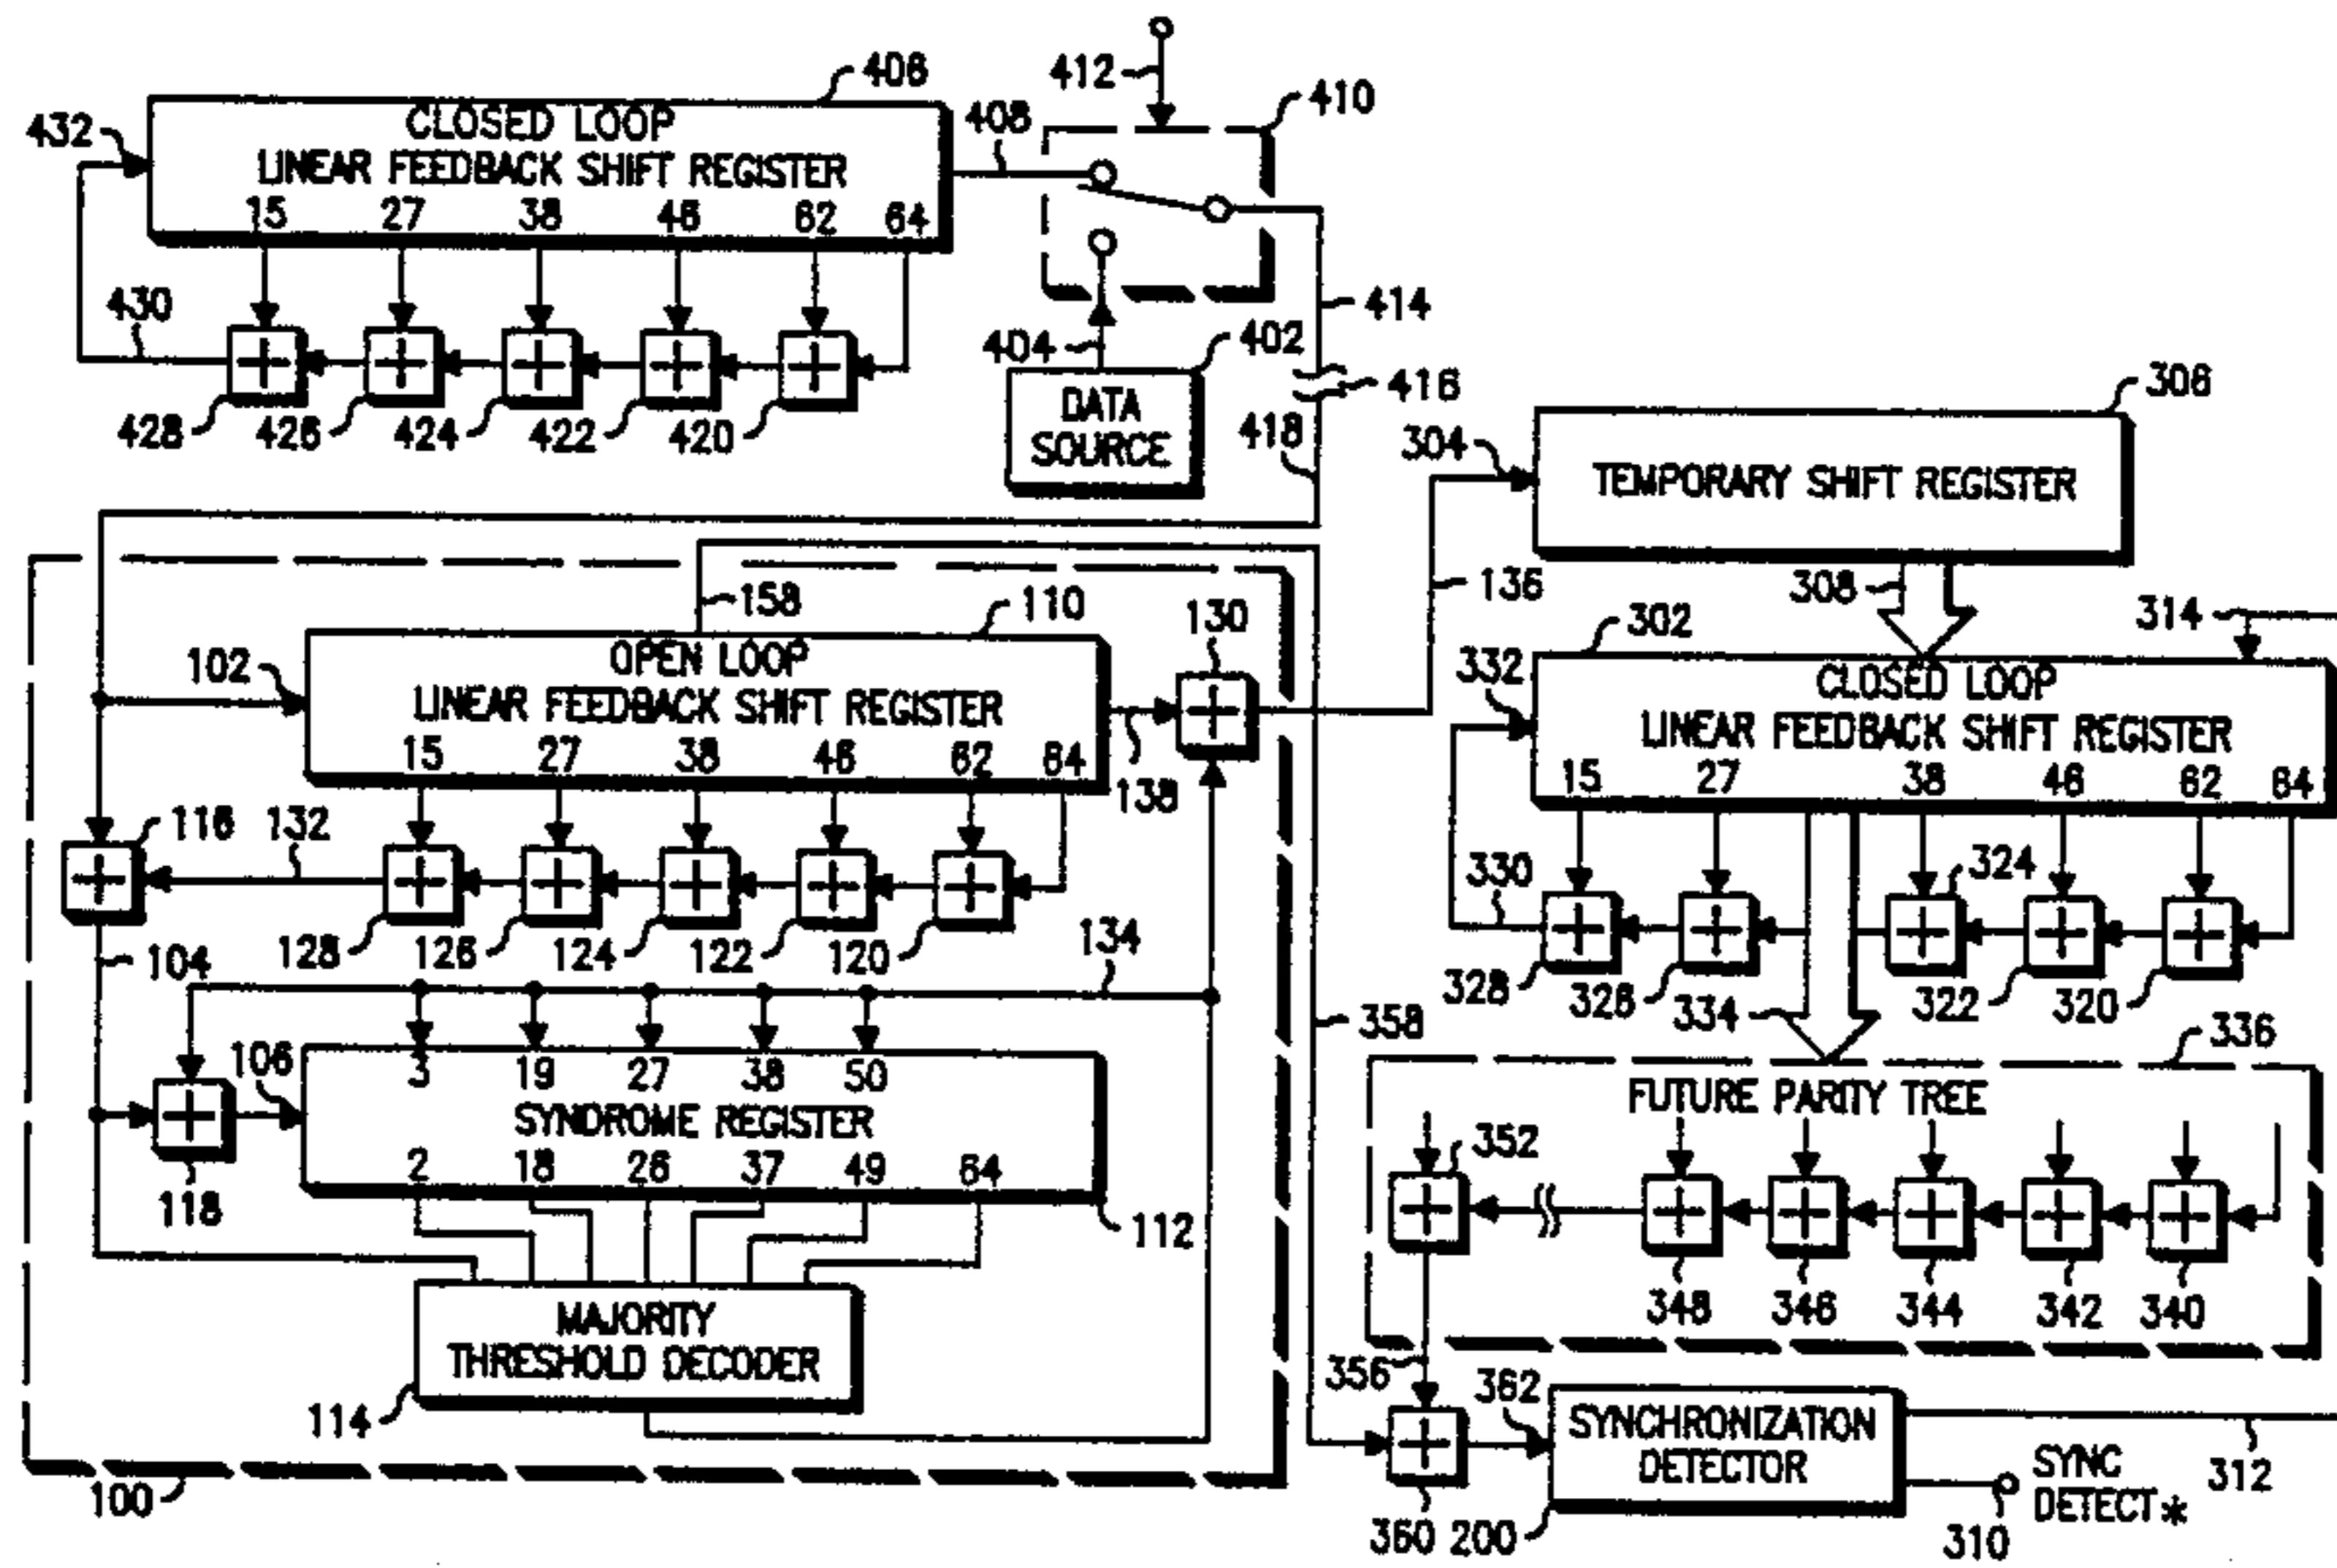 412
406
410
432
CLOSED LOOP
LINEAR FEEDBACK SHIFT REGISTER
15 27 38 46 62 64
408
430
428 426 424 422 420
404
402
DATA
SOURCE
414
416
418
304
306
TEMPORARY SHIFT REGISTER
308
136
158
110
130
102
OPEN LOOP
LINEAR FEEDBACK SHIFT REGISTER
15 27 38 46 62 64
138
116
132
128 126 124 122 120
104
134
302
314
332
CLOSED LOOP
LINEAR FEEDBACK SHIFT REGISTER
15 27 38 46 62 64
330
324
328 326 334 322 320
106
3 19 27 38 50
SYNDROME REGISTER
2 18 26 37 49 64
118
112
358
336
FUTURE PARITY TREE
352
348 346 344 342 340
MAJORITY
THRESHOLD DECODER
114
100
356
362
SYNCHRONIZATION
DETECTOR
360 200
312
SYNC
DETECT*
310